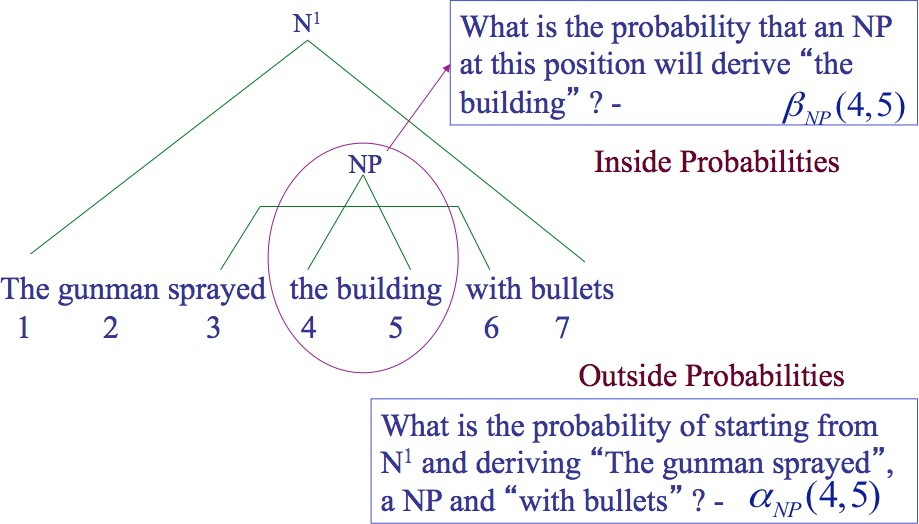 N¹
What is the probability that an NP
at this position will derive “the
building” ? - β_NP(4,5)
Inside Probabilities
NP
The gunman sprayed the building with bullets
1 2 3 4 5 6 7
Outside Probabilities
What is the probability of starting from
N¹ and deriving “The gunman sprayed”,
a NP and “with bullets” ? - α_NP(4,5)